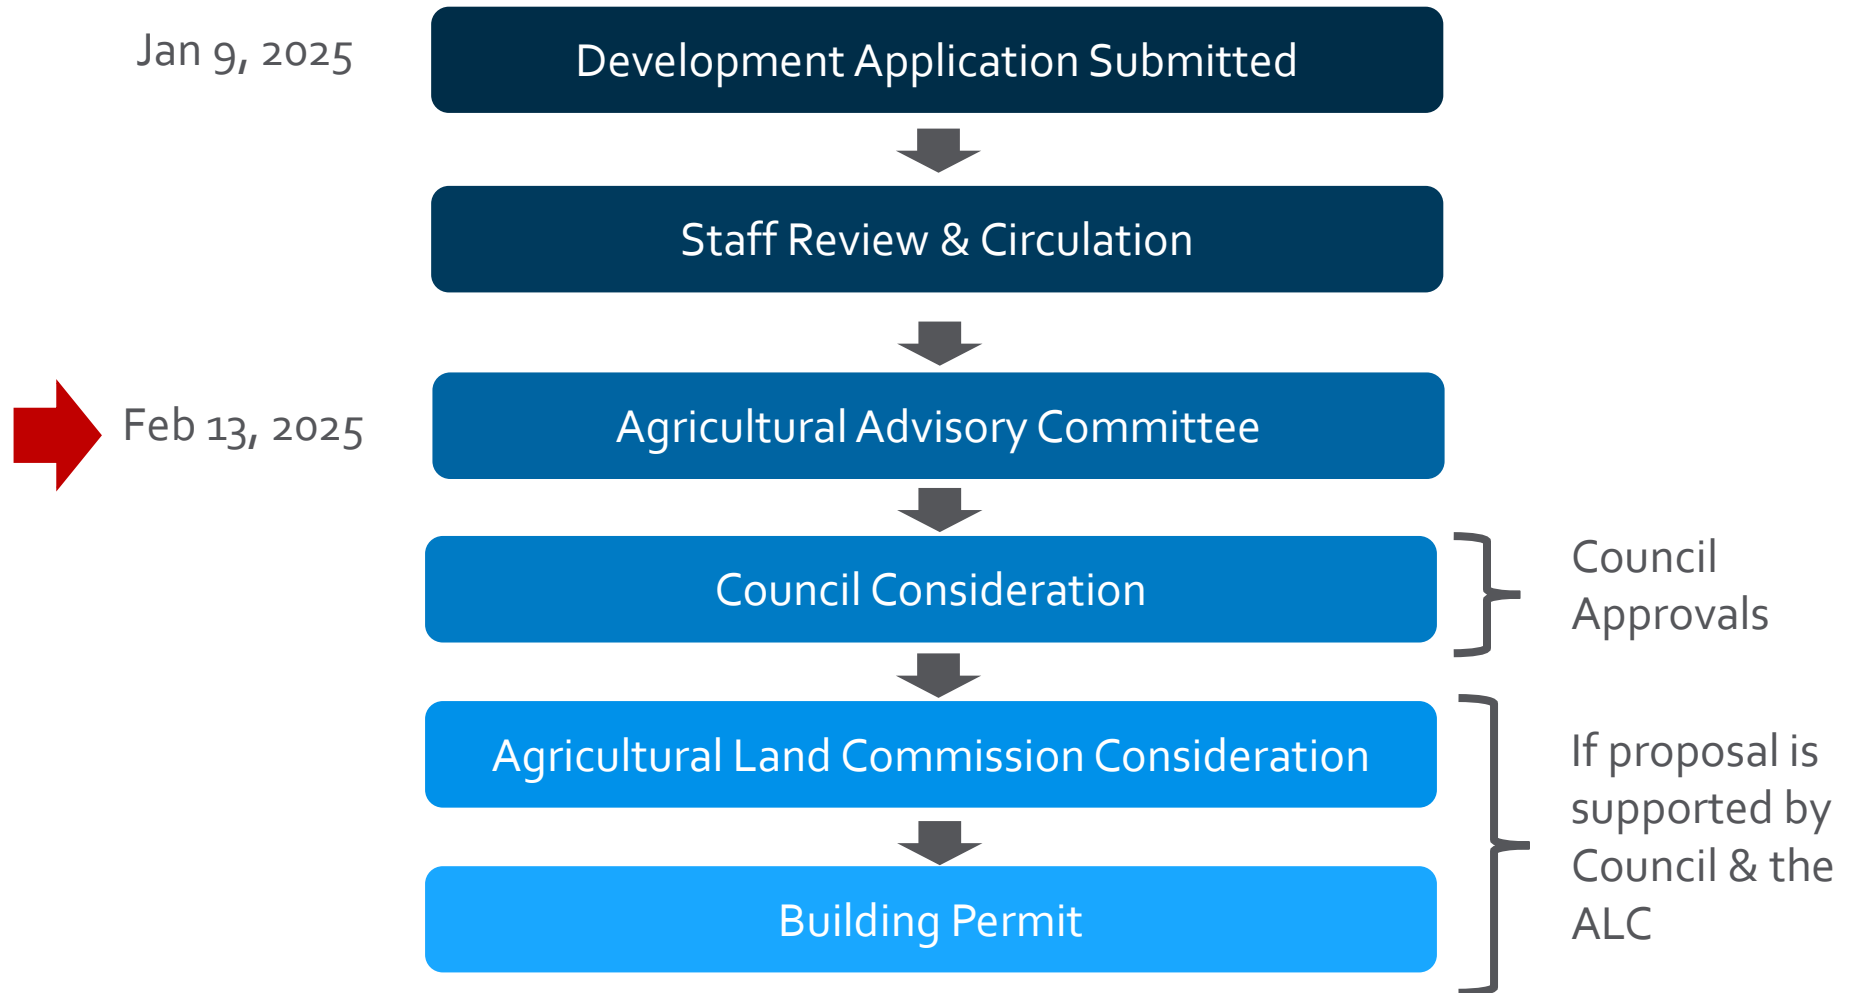 Jan 9, 2025
Development Application Submitted
Staff Review & Circulation
Feb 13, 2025
Agricultural Advisory Committee
Council Consideration
Council
Approvals
Agricultural Land Commission Consideration
If proposal is
supported by
Council & the
ALC
Building Permit